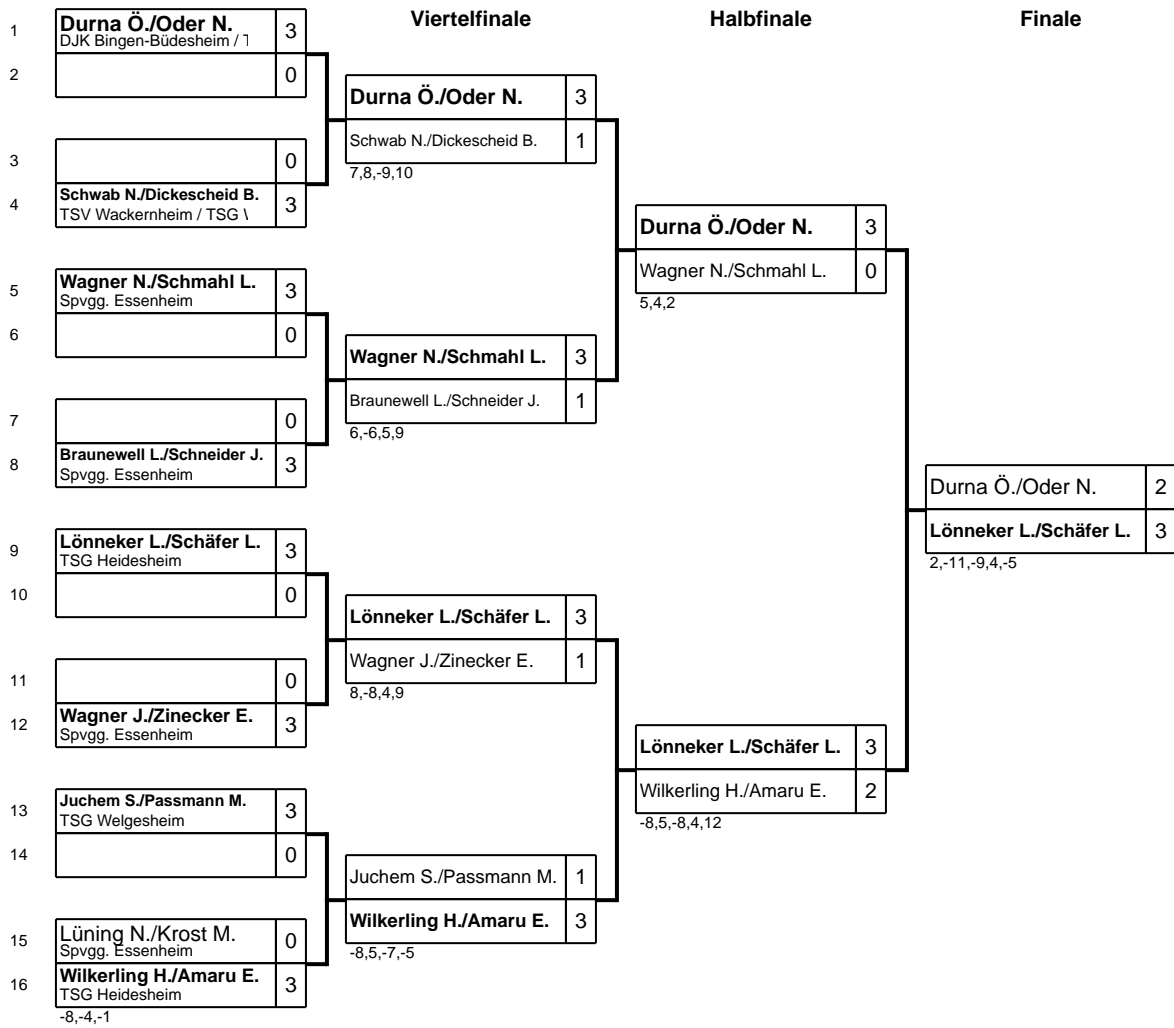 Viertelfinale
Halbfinale
Finale
1
Durna Ö./Oder N.
3
DJK Bingen-Büdesheim /
2
0
3
0
4
Schwab N./Dickescheid B.
3
TSV Wackernheim / TSG
5
Wagner N./Schmahl L.
3
Spvgg. Essenheim
6
0
7
0
8
Braunewell L./Schneider J.
3
Spvgg. Essenheim
9
Lönneker L./Schäfer L.
3
TSG Heidesheim
10
0
11
0
12
Wagner J./Zinecker E.
3
Spvgg. Essenheim
13
Juchem S./Passmann M.
3
TSG Welgesheim
14
0
15
Lüning N./Krost M.
0
Spvgg. Essenheim
16
Wilkerling H./Amaru E.
3
TSG Heidesheim
-8,-4,-1
Durna Ö./Oder N.
3
Schwab N./Dickescheid B.
1
7,8,-9,10
Wagner N./Schmahl L.
3
Braunewell L./Schneider J.
1
6,-6,5,9
Lönneker L./Schäfer L.
3
Wagner J./Zinecker E.
1
8,-8,4,9
Juchem S./Passmann M.
1
Wilkerling H./Amaru E.
3
-8,5,-7,-5
Durna Ö./Oder N.
3
Wagner N./Schmahl L.
0
5,4,2
Lönneker L./Schäfer L.
3
Wilkerling H./Amaru E.
2
-8,5,-8,4,12
Durna Ö./Oder N.
2
Lönneker L./Schäfer L.
3
2,-11,-9,4,-5